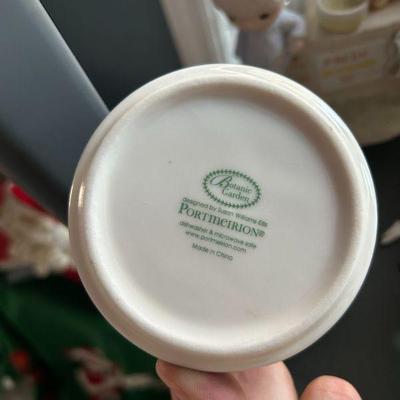 Botanic
Garden
designed by Susan Williams-Ellis
PORTMEIRION®
dishwasher & microwave safe
www.portmeirion.com
Made in China